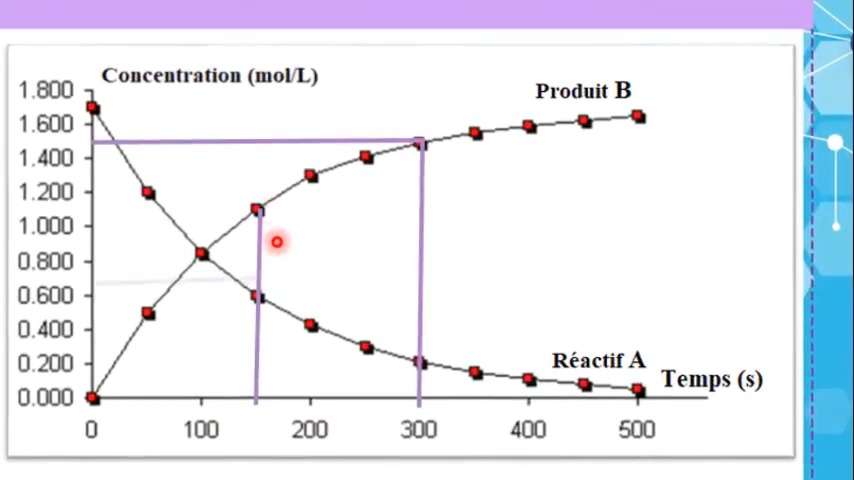 Concentration (mol/L)
1.800
Produit B
1.600
1.400
1.200
1.000
0.800
0.600
0.400
Réactif A
0.200
Temps (s)
0.000
0 100 200 300 400 500